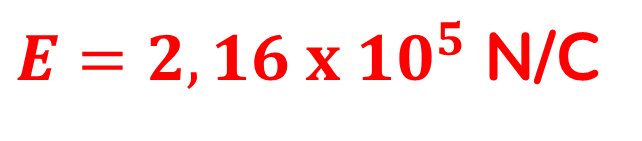 E = 2, 16 x 10⁵ N/C